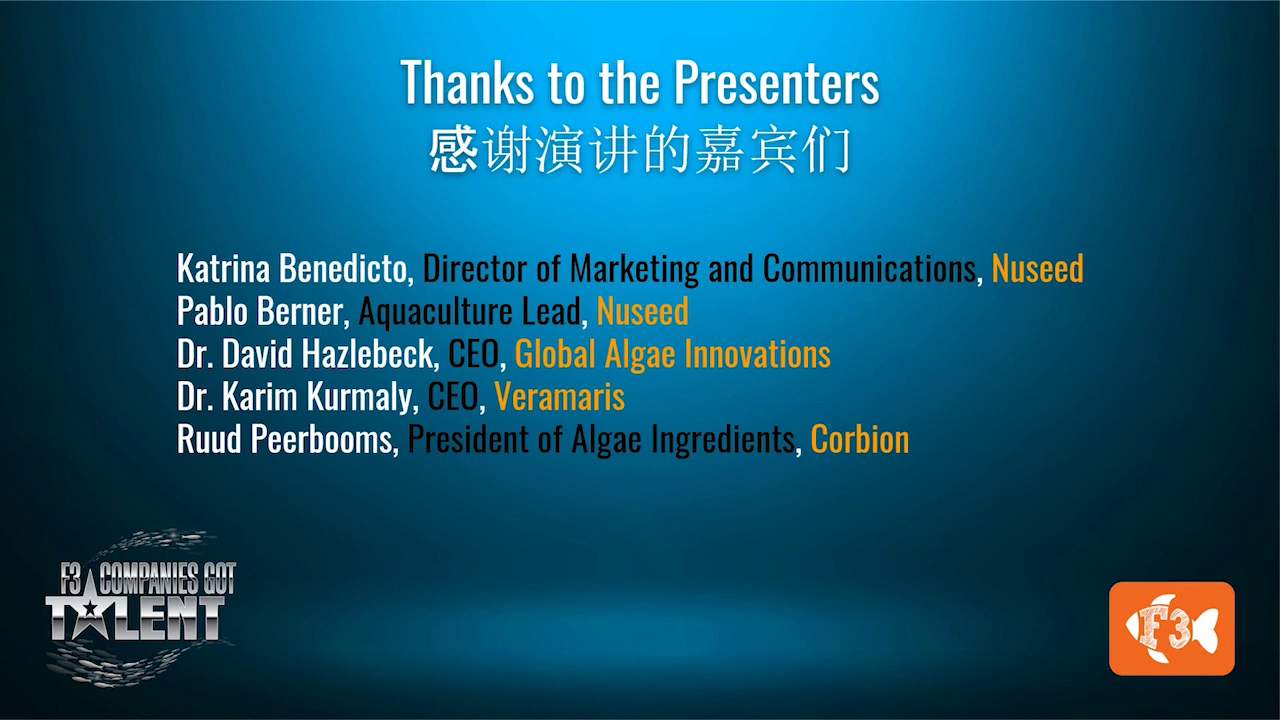 Thanks to the Presenters
感谢演讲的嘉宾们
Katrina Benedicto, Director of Marketing and Communications, Nuseed
Pablo Berner, Aquaculture Lead, Nuseed
Dr. David Hazlebeck, CEO, Global Algae Innovations
Dr. Karim Kurmaly, CEO, Veramaris
Ruud Peerbooms, President of Algae Ingredients, Corbion
F3 COMPANIES GOT
TALENT
F3